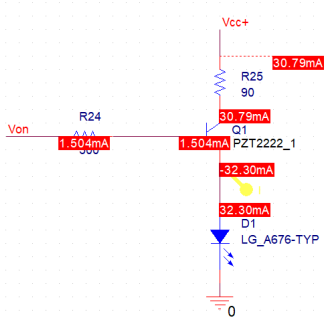 Vcc+
30.79mA
R25
90
R24
30.79mA
Q1
Von
1.504mA
1.504mA
PZT2222_1
-32.30mA
32.30mA
D1
LG_A676-TYP
0